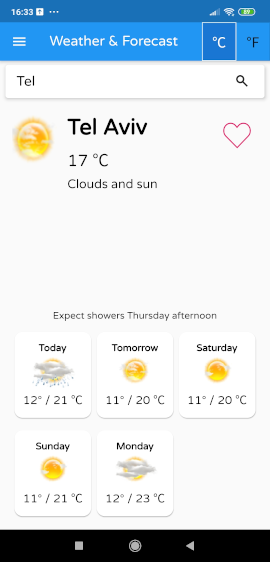 16:33
89
Weather & Forecast
°C
°F
Tel
Tel Aviv
17 °C
Clouds and sun
Expect showers Thursday afternoon
Today
Tomorrow
Saturday
12° / 21 °C
11° / 20 °C
11° / 20 °C
Sunday
Monday
11° / 21 °C
12° / 23 °C